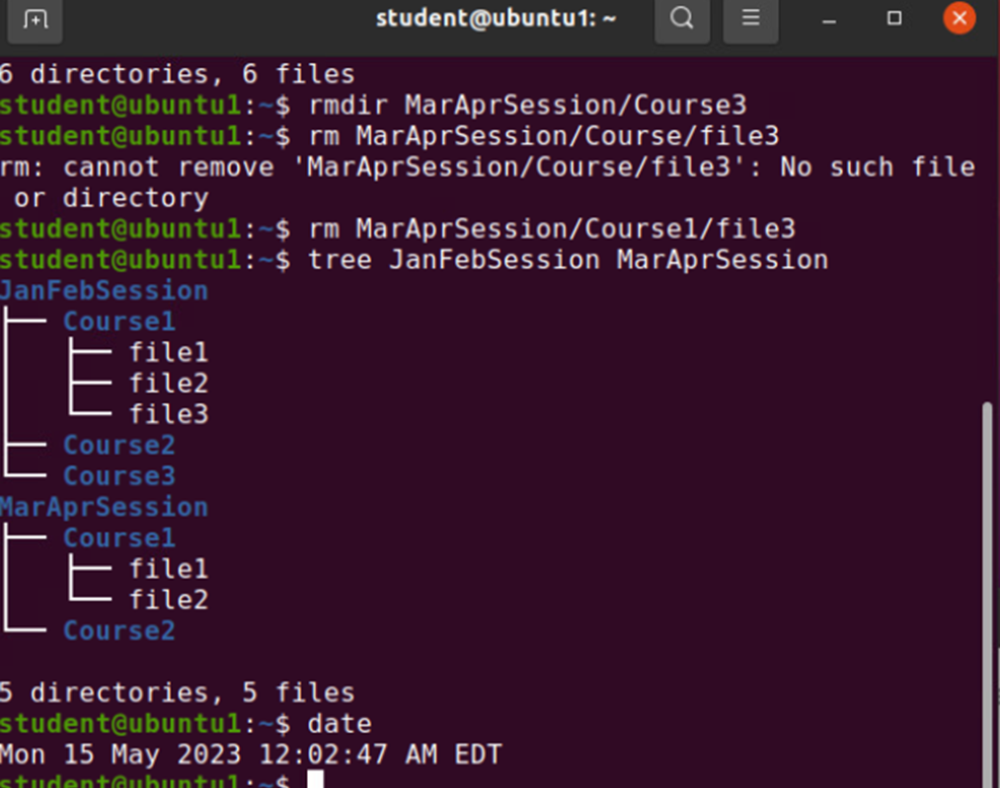 student@ubuntu1: ~
6 directories, 6 files
student@ubuntu1:~$ rmdir MarAprSession/Course3
student@ubuntu1:~$ rm MarAprSession/Course/file3
rm: cannot remove 'MarAprSession/Course/file3': No such file
 or directory
student@ubuntu1:~$ rm MarAprSession/Course1/file3
student@ubuntu1:~$ tree JanFebSession MarAprSession
JanFebSession
├── Course1
│   ├── file1
│   ├── file2
│   └── file3
├── Course2
└── Course3
MarAprSession
├── Course1
│   ├── file1
│   └── file2
└── Course2
5 directories, 5 files
student@ubuntu1:~$ date
Mon 15 May 2023 12:02:47 AM EDT
student@ubuntu1:~$